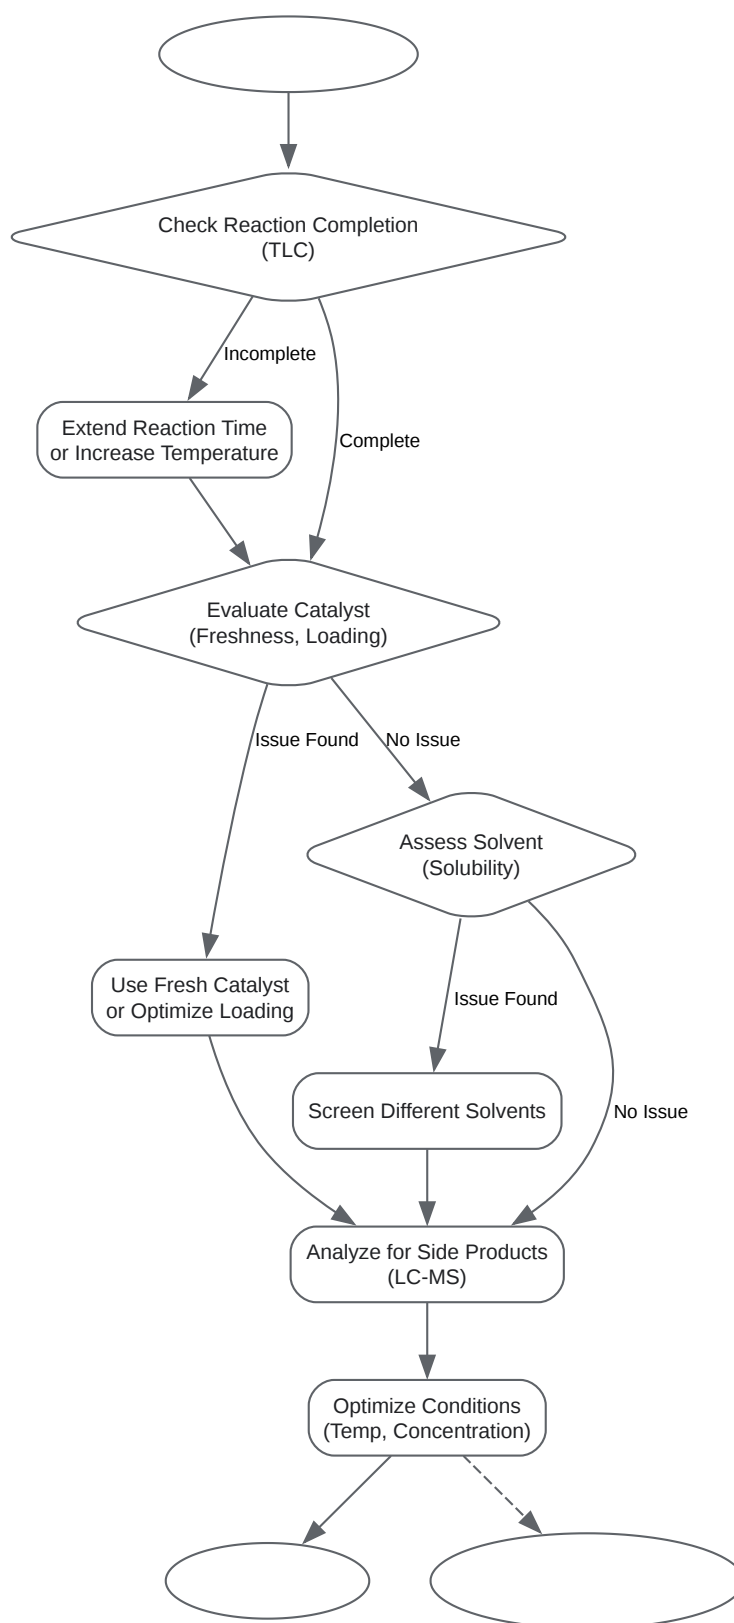 Check Reaction Completion
(TLC)
Incomplete
Extend Reaction Time
or Increase Temperature
Complete
Evaluate Catalyst
(Freshness, Loading)
Issue Found
No Issue
Assess Solvent
(Solubility)
Use Fresh Catalyst
or Optimize Loading
Issue Found
Screen Different Solvents
No Issue
Analyze for Side Products
(LC-MS)
Optimize Conditions
(Temp, Concentration)